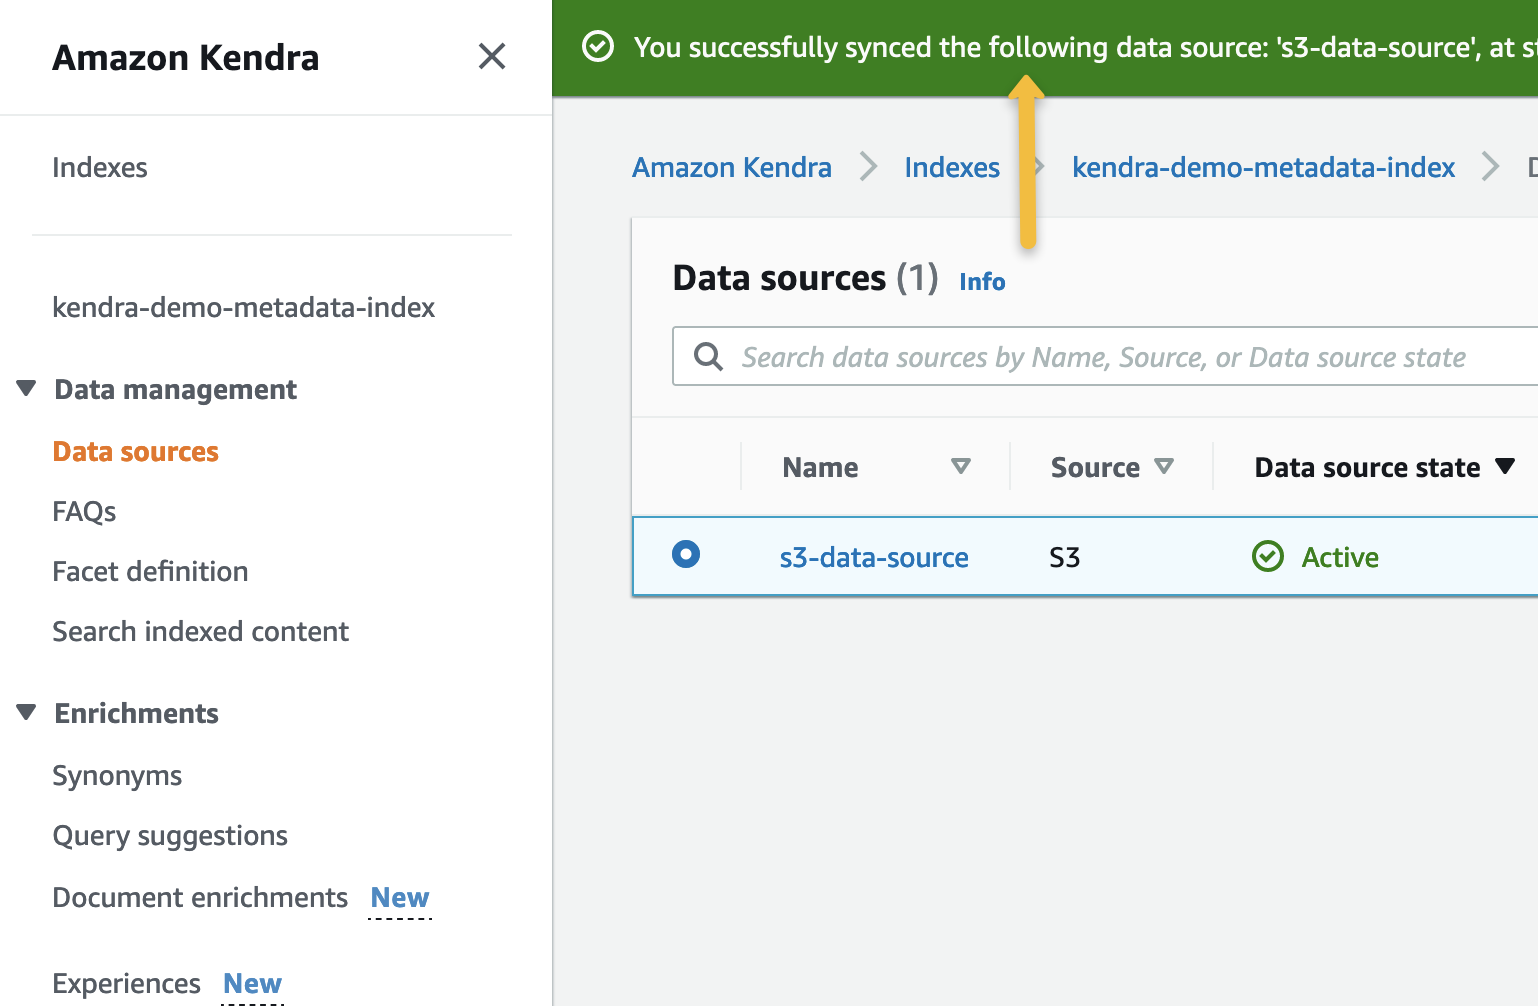 Amazon Kendra
Indexes
kendra-demo-metadata-index
Data management
Data sources
FAQs
Facet definition
Search indexed content
Enrichments
Synonyms
Query suggestions
Document enrichments New
Experiences New
You successfully synced the following data source: 's3-data-source', at
Amazon Kendra Indexes kendra-demo-metadata-index
Data sources (1) Info
Search data sources by Name, Source, or Data source state
Name Source Data source state
s3-data-source S3 Active